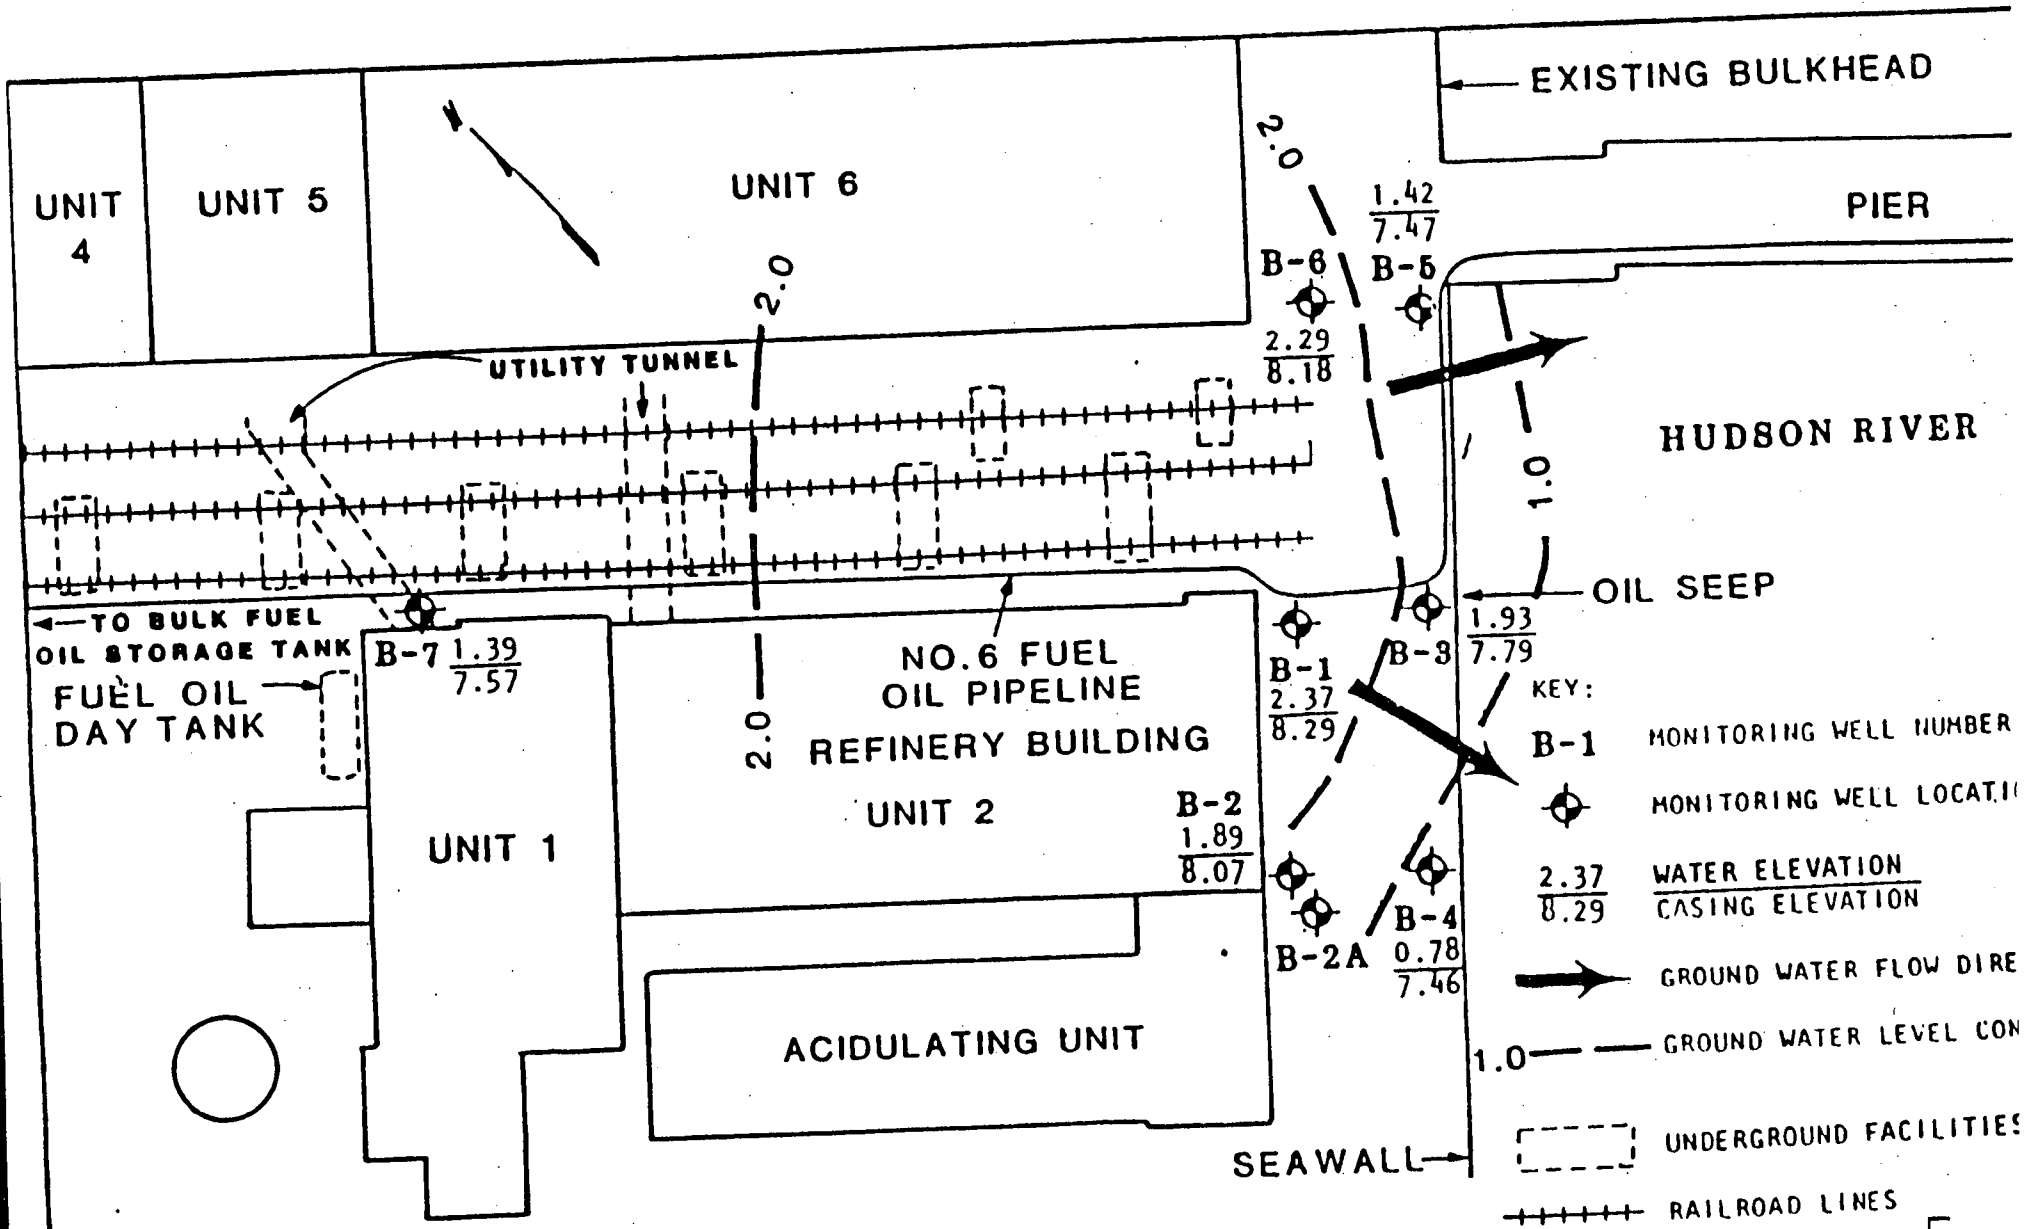 EXISTING BULKHEAD
2.0
UNIT 4
UNIT 5
UNIT 6
1.42
7.47
PIER
B-6
B-5
2.0
2.29
8.18
UTILITY TUNNEL
HUDSON RIVER
1.0
OIL SEEP
TO BULK FUEL
OIL STORAGE TANK
B-7
1.39
7.57
NO.6 FUEL
OIL PIPELINE
B-1
2.37
8.29
B-3
1.93
7.79
FUEL OIL
DAY TANK
2.0
REFINERY BUILDING
UNIT 2
UNIT 1
B-2
1.89
8.07
B-2A
B-4
0.78
7.46
ACIDULATING UNIT
SEAWALL
KEY:
B-1 MONITORING WELL NUMBER
MONITORING WELL LOCATI
2.37 WATER ELEVATION
8.29 CASING ELEVATION
GROUND WATER FLOW DIRE
1.0 GROUND WATER LEVEL CON
UNDERGROUND FACILITIES
RAILROAD LINES